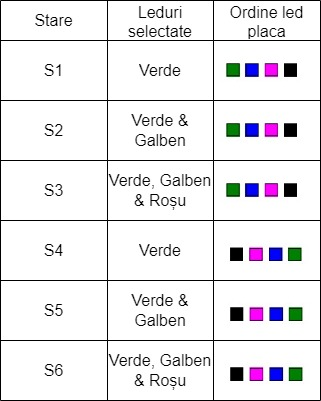 Stare
Leduri
selectate
Ordine led
placa
S1
Verde
S2
Verde &
Galben
S3
Verde, Galben
& Roșu
S4
Verde
S5
Verde &
Galben
S6
Verde, Galben
& Roșu